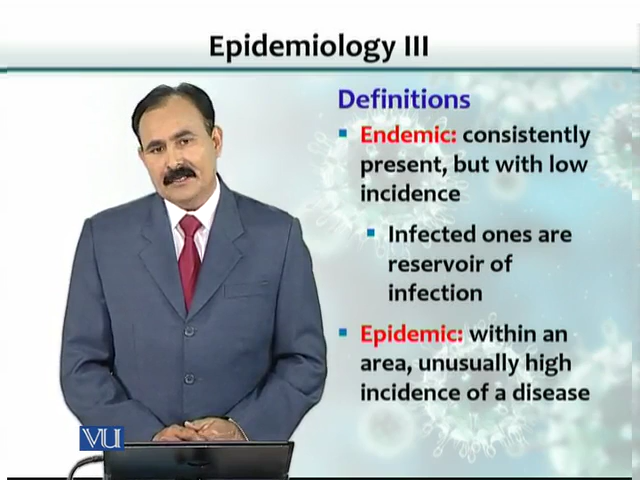 Epidemiology III
Definitions
Endemic: consistently
present, but with low
incidence
Infected ones are
reservoir of
infection
Epidemic: within an
area, unusually high
incidence of a disease
VU